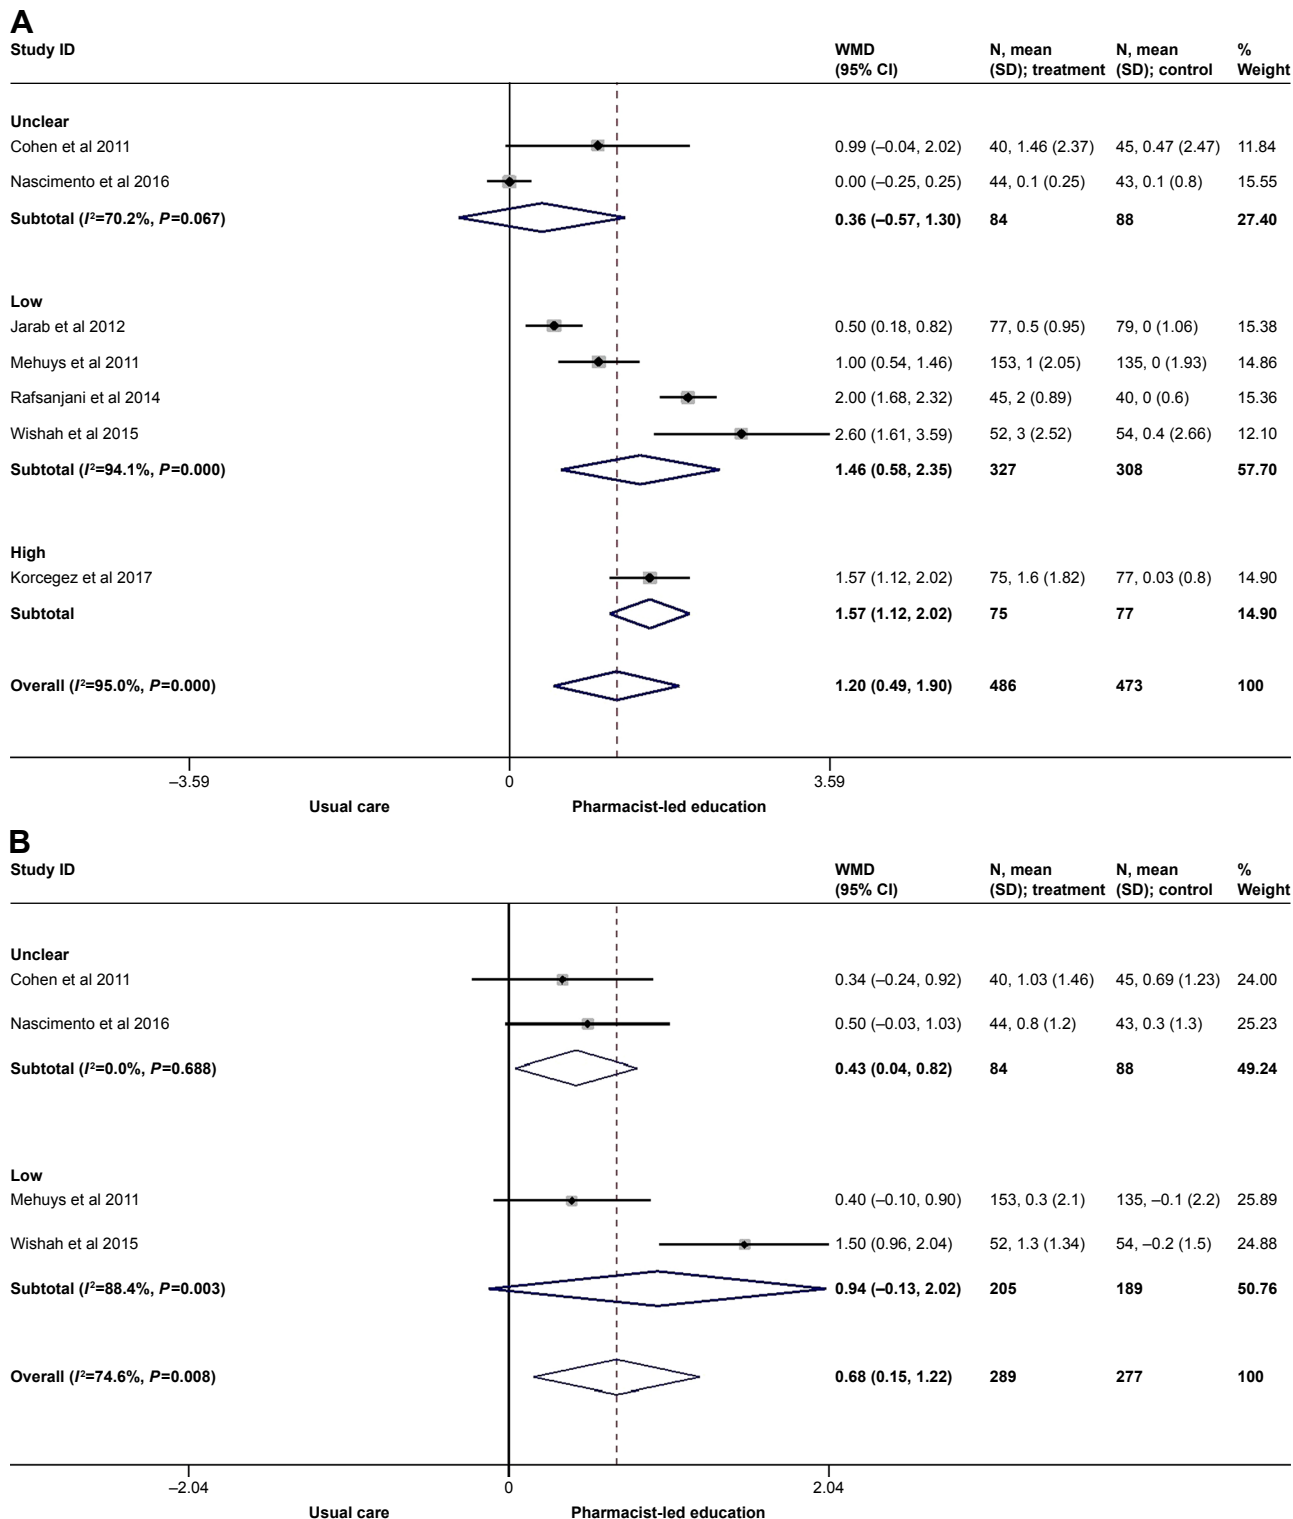 A
Study ID WMD N, mean N, mean %
(95% CI) (SD); treatment (SD); control Weight
Unclear
Cohen et al 2011 0.99 (–0.04, 2.02) 40, 1.46 (2.37) 45, 0.47 (2.47) 11.84
Nascimento et al 2016 0.00 (–0.25, 0.25) 44, 0.1 (0.25) 43, 0.1 (0.8) 15.55
Subtotal (I²=70.2%, P=0.067) 0.36 (–0.57, 1.30) 84 88 27.40
Low
Jarab et al 2012 0.50 (0.18, 0.82) 77, 0.5 (0.95) 79, 0 (1.06) 15.38
Mehuys et al 2011 1.00 (0.54, 1.46) 153, 1 (2.05) 135, 0 (1.93) 14.86
Rafsanjani et al 2014 2.00 (1.68, 2.32) 45, 2 (0.89) 40, 0 (0.6) 15.36
Wishah et al 2015 2.60 (1.61, 3.59) 52, 3 (2.52) 54, 0.4 (2.66) 12.10
Subtotal (I²=94.1%, P=0.000) 1.46 (0.58, 2.35) 327 308 57.70
High
Korcegez et al 2017 1.57 (1.12, 2.02) 75, 1.6 (1.82) 77, 0.03 (0.8) 14.90
Subtotal 1.57 (1.12, 2.02) 75 77 14.90
Overall (I²=95.0%, P=0.000) 1.20 (0.49, 1.90) 486 473 100
–3.59 0 3.59
Usual care Pharmacist-led education
B
Study ID WMD N, mean N, mean %
(95% CI) (SD); treatment (SD); control Weight
Unclear
Cohen et al 2011 0.34 (–0.24, 0.92) 40, 1.03 (1.46) 45, 0.69 (1.23) 24.00
Nascimento et al 2016 0.50 (–0.03, 1.03) 44, 0.8 (1.2) 43, 0.3 (1.3) 25.23
Subtotal (I²=0.0%, P=0.688) 0.43 (0.04, 0.82) 84 88 49.24
Low
Mehuys et al 2011 0.40 (–0.10, 0.90) 153, 0.3 (2.1) 135, –0.1 (2.2) 25.89
Wishah et al 2015 1.50 (0.96, 2.04) 52, 1.3 (1.34) 54, –0.2 (1.5) 24.88
Subtotal (I²=88.4%, P=0.003) 0.94 (–0.13, 2.02) 205 189 50.76
Overall (I²=74.6%, P=0.008) 0.68 (0.15, 1.22) 289 277 100
–2.04 0 2.04
Usual care Pharmacist-led education